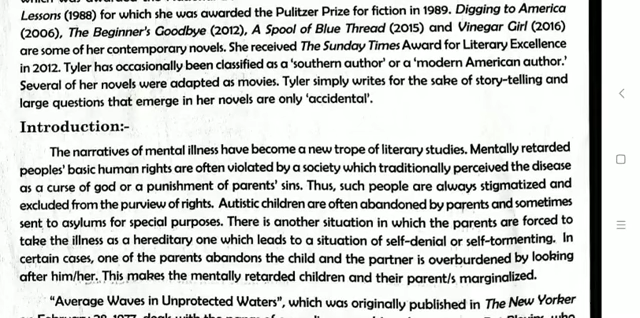 Lessons (1988) for which she was awarded the Pulitzer Prize for fiction in 1989. Digging to America
(2006), The Beginner's Goodbye (2012), A Spool of Blue Thread (2015) and Vinegar Girl (2016)
are some of her contemporary novels. She received The Sunday Times Award for Literary Excellence
in 2012. Tyler has occasionally been classified as a 'southern author' or a 'modern American author.'
Several of her novels were adapted as movies. Tyler simply writes for the sake of story-telling and
large questions that emerge in her novels are only 'accidental'.
Introduction:-
The narratives of mental illness have become a new trope of literary studies. Mentally retarded
peoples' basic human rights are often violated by a society which traditionally perceived the disease
as a curse of god or a punishment of parents' sins. Thus, such people are always stigmatized and
excluded from the purview of rights. Autistic children are often abandoned by parents and sometimes
sent to asylums for special purposes. There is another situation in which the parents are forced to
take the illness as a hereditary one which leads to a situation of self-denial or self-tormenting. In
certain cases, one of the parents abandons the child and the partner is overburdened by looking
after him/her. This makes the mentally retarded children and their parent/s marginalized.
"Average Waves in Unprotected Waters", which was originally published in The New Yorker